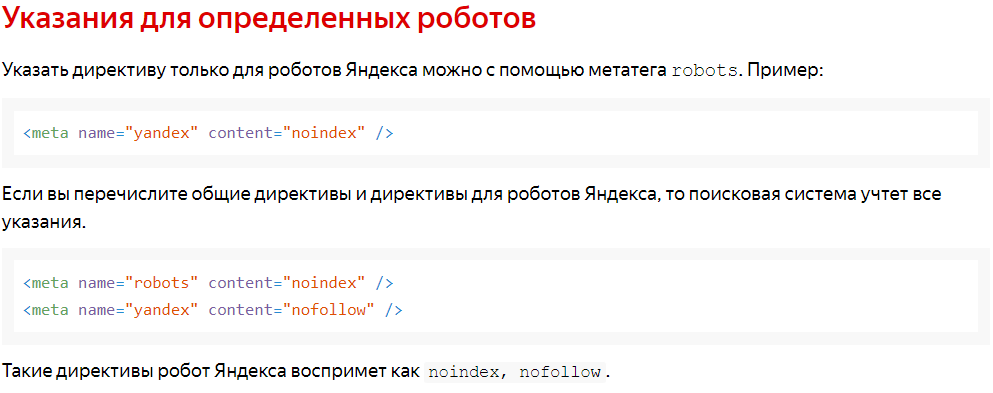 Указания для определенных роботов
Указать директиву только для роботов Яндекса можно с помощью метатега robots. Пример:
<meta name="yandex" content="noindex" />
Если вы перечислите общие директивы и директивы для роботов Яндекса, то поисковая система учтет все
указания.
<meta name="robots" content="noindex" />
<meta name="yandex" content="nofollow" />
Такие директивы робот Яндекса воспримет как noindex, nofollow.